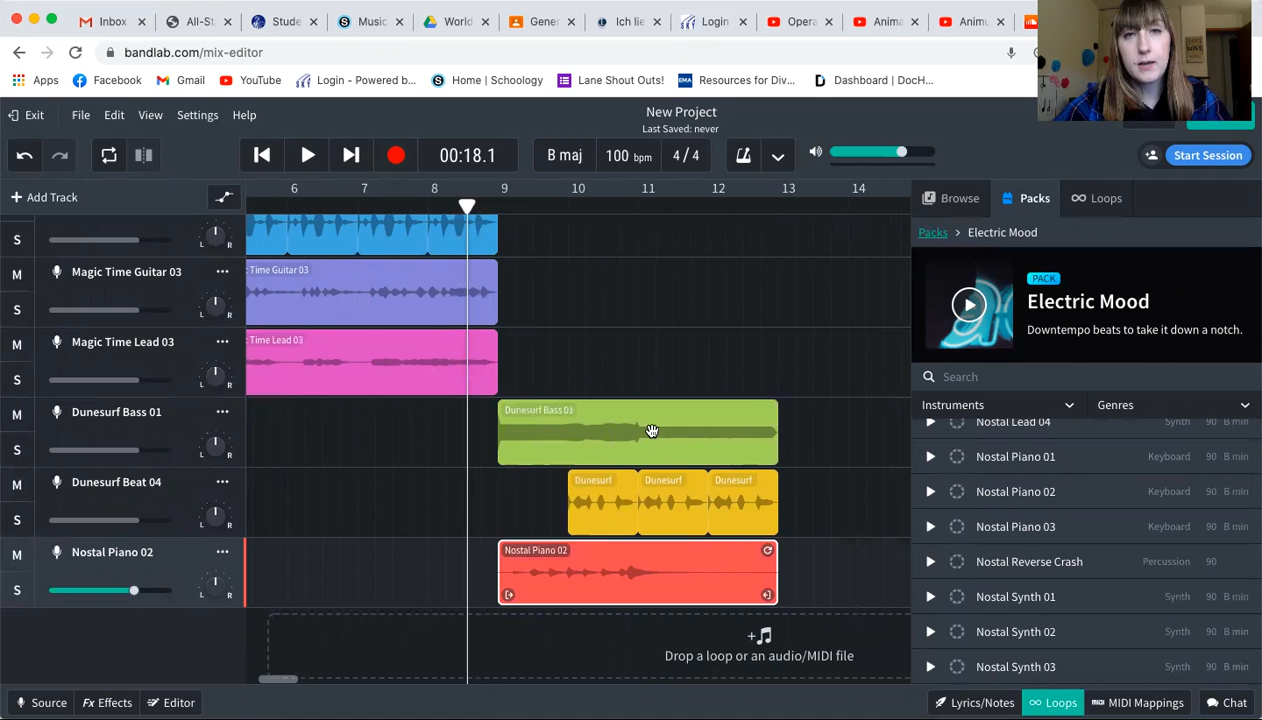 Inbox
All-St
Stude
Music
World
Gener
Ich lie
Login
Opera
Anima
Animu
bandlab.com/mix-editor
Apps
Facebook
Gmail
YouTube
Login - Powered b...
Home | Schoology
Lane Shout Outs!
Resources for Div...
Dashboard | DocH...
Exit
File
Edit
View
Settings
Help
New Project
Last Saved: never
00:18.1
B maj
100 bpm
4 / 4
Start Session
Add Track
6 7 8 9 10 11 12 13 14
Browse
Packs
Loops
Packs > Electric Mood
PACK
Electric Mood
Downtempo beats to take it down a notch.
Search
Instruments
Genres
S
L R
M
Magic Time Guitar 03
Time Guitar 03
S
L R
M
Magic Time Lead 03
Time Lead 03
S
L R
M
Dunesurf Bass 01
Dunesurf Bass 01
S
L R
M
Dunesurf Beat 04
Dunesurf
Dunesurf
Dunesurf
S
L R
M
Nostal Piano 02
Nostal Piano 02
S
L R
Drop a loop or an audio/MIDI file
Nostal Lead 04 Synth 90 B min
Nostal Piano 01 Keyboard 90 B min
Nostal Piano 02 Keyboard 90 B min
Nostal Piano 03 Keyboard 90 B min
Nostal Reverse Crash Percussion 90
Nostal Synth 01 Synth 90 B min
Nostal Synth 02 Synth 90 B min
Nostal Synth 03 Synth 90 B min
Source
Fx Effects
Editor
Lyrics/Notes
Loops
MIDI Mappings
Chat